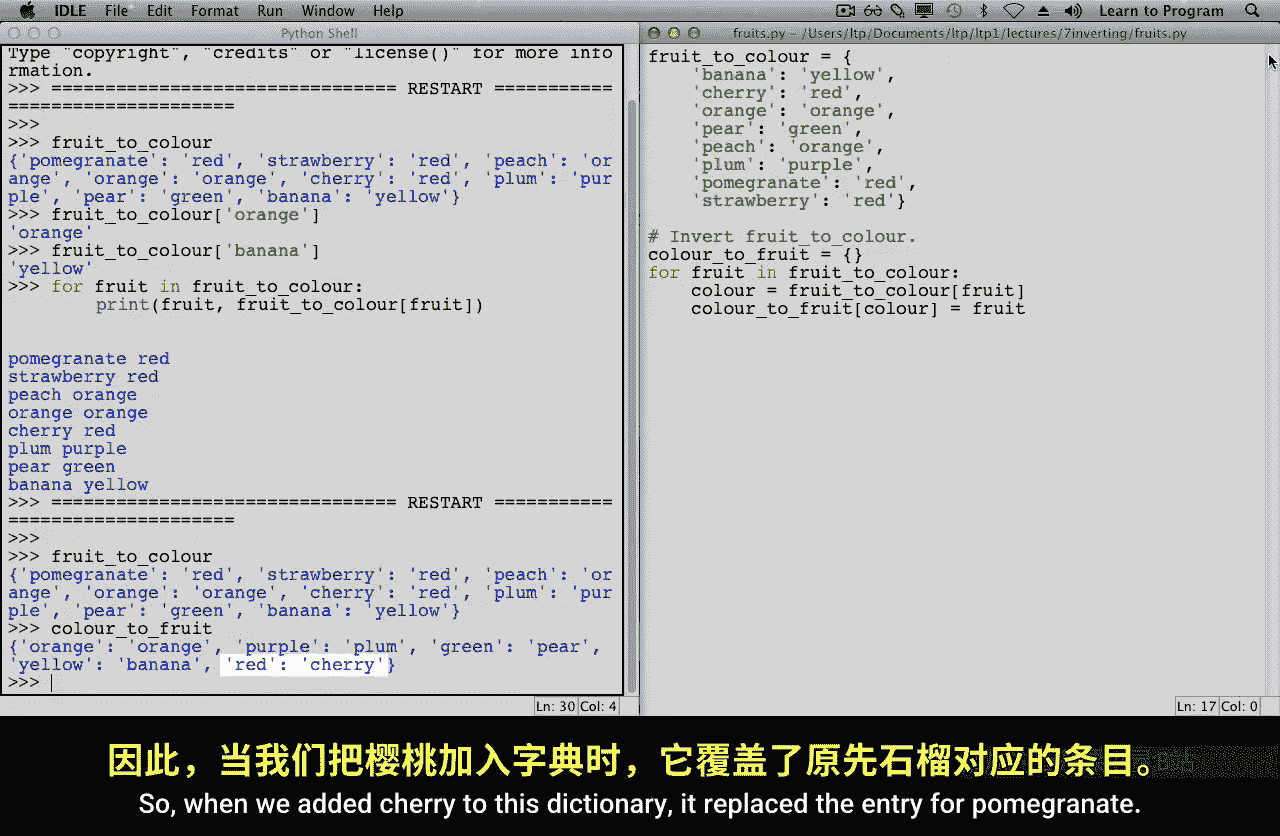 IDLE File Edit Format Run Window Help Learn to Program
Python Shell
Type "copyright", "credits" or "license()" for more info
rmation.
>>> ================================ RESTART ===========
=====================
>>>
>>> fruit_to_colour
{'pomegranate': 'red', 'strawberry': 'red', 'peach': 'or
ange', 'orange': 'orange', 'cherry': 'red', 'plum': 'pur
ple', 'pear': 'green', 'banana': 'yellow'}
>>> fruit_to_colour['orange']
'orange'
>>> fruit_to_colour['banana']
'yellow'
>>> for fruit in fruit_to_colour:
        print(fruit, fruit_to_colour[fruit])
pomegranate red
strawberry red
peach orange
orange orange
cherry red
plum purple
pear green
banana yellow
>>> ================================ RESTART ===========
=====================
>>>
>>> fruit_to_colour
{'pomegranate': 'red', 'strawberry': 'red', 'peach': 'or
ange', 'orange': 'orange', 'cherry': 'red', 'plum': 'pur
ple', 'pear': 'green', 'banana': 'yellow'}
>>> colour_to_fruit
{'orange': 'orange', 'purple': 'plum', 'green': 'pear',
'yellow': 'banana', 'red': 'cherry'}
>>>
Ln: 30 Col: 4
fruits.py – /Users/ltp/Documents/ltp/ltp1/lectures/7inverting/fruits.py
fruit_to_colour = {
    'banana': 'yellow',
    'cherry': 'red',
    'orange': 'orange',
    'pear': 'green',
    'peach': 'orange',
    'plum': 'purple',
    'pomegranate': 'red',
    'strawberry': 'red'}
# Invert fruit_to_colour.
colour_to_fruit = {}
for fruit in fruit_to_colour:
    colour = fruit_to_colour[fruit]
    colour_to_fruit[colour] = fruit
Ln: 17 Col: 0
因此，当我们把樱桃加入字典时，它覆盖了原先石榴对应的条目。
So, when we added cherry to this dictionary, it replaced the entry for pomegranate.